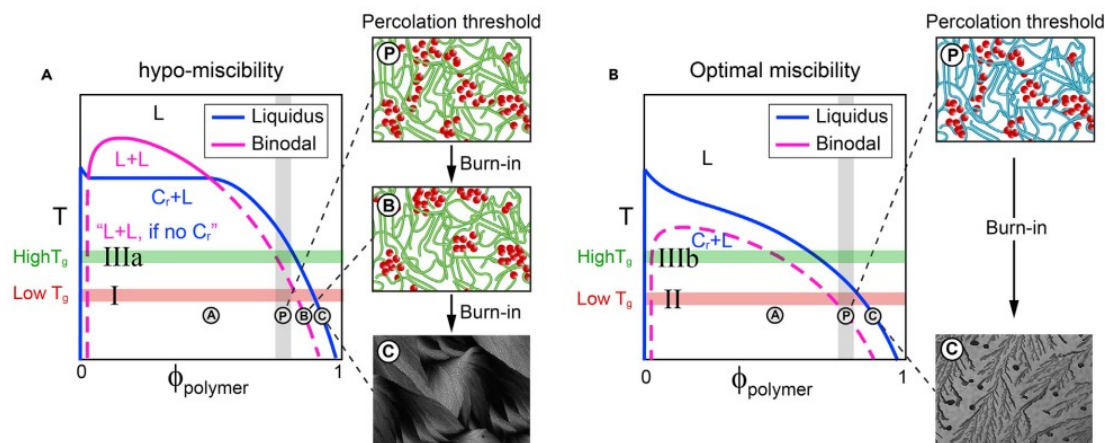 Percolation threshold
A
hypo-miscibility
P
L
Liquidus
Binodal
L+L
Burn-in
Cr+L
B
T
"L+L, if no Cr"
HighTg
IIIa
Low Tg
I
A
P
B
C
Burn-in
C
0
ϕpolymer
1
Percolation threshold
B
Optimal miscibility
P
Liquidus
Binodal
L
T
Burn-in
Cr+L
HighTg
IIIb
Low Tg
II
A
P
C
C
0
ϕpolymer
1